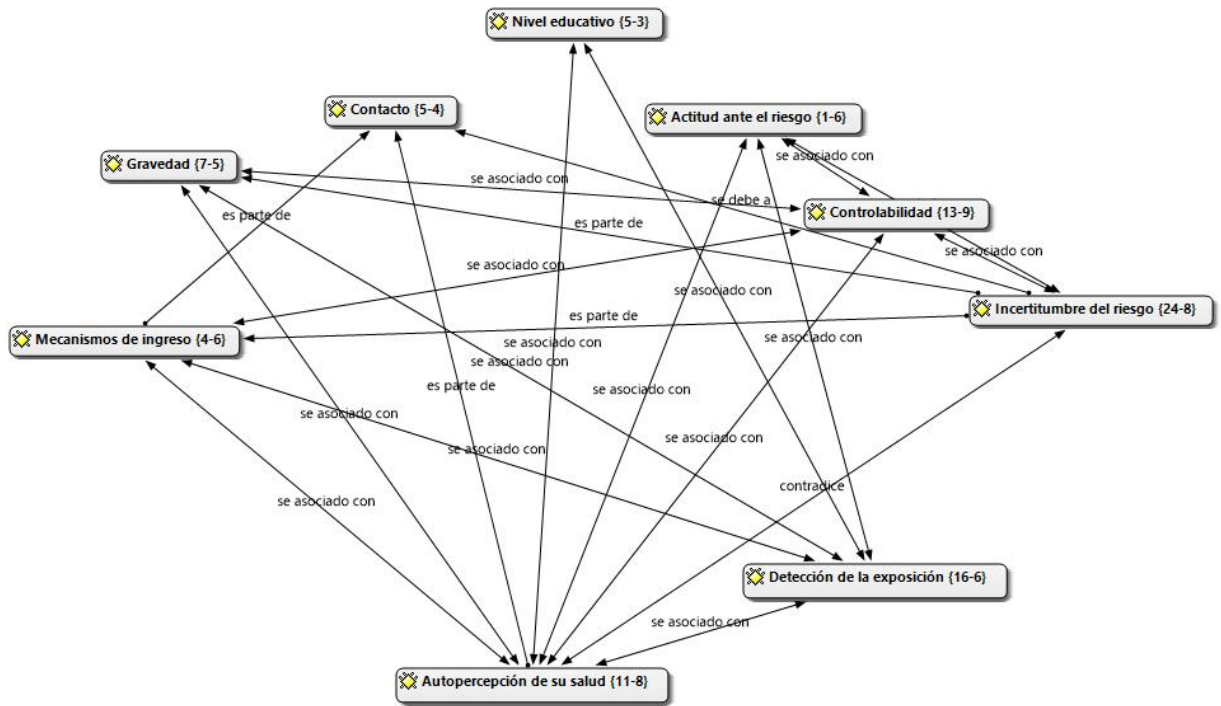 Nivel educativo {5-3}
Contacto {5-4}
Actitud ante el riesgo {1-6}
se asociado con
Gravedad {7-5}
se asociado con
se debe a
Controlabilidad {13-9}
es parte de
es parte de
se asociado con
se asociado con
se asociado con
Incertitumbre del riesgo {24-8}
es parte de
Mecanismos de ingreso {4-6}
se asociado con
se asociado con
se asociado con
es parte de
se asociado con
se asociado con
se asociado con
se asociado con
contradice
se asociado con
Detección de la exposición {16-6}
se asociado con
Autopercepción de su salud {11-8}